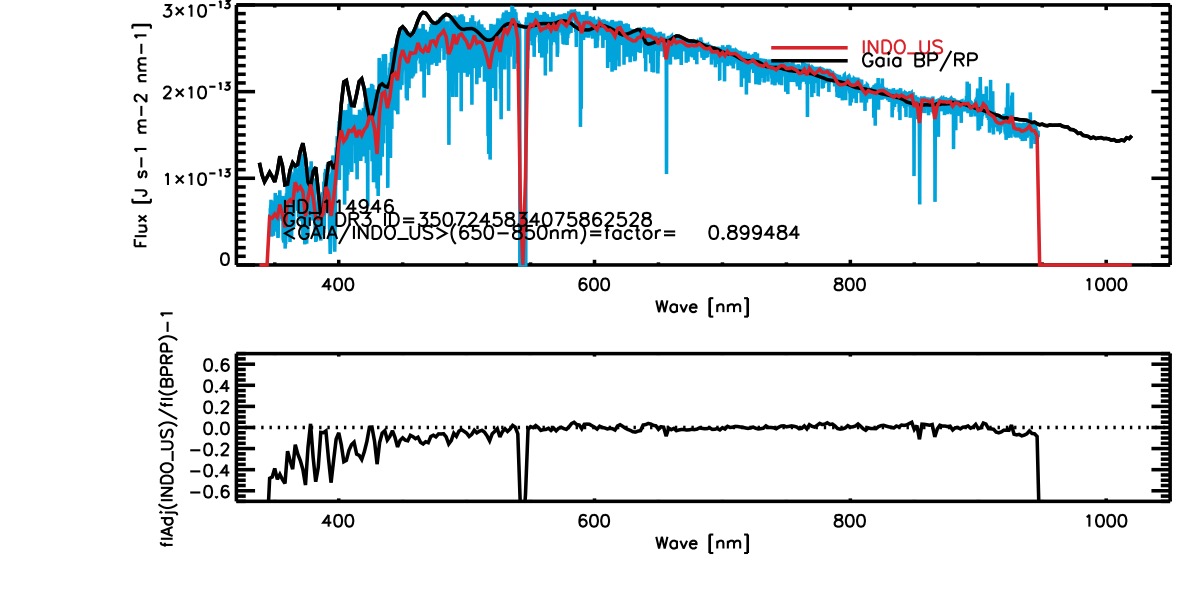 3×10−13
2×10−13
1×10−13
0
Flux [J s−1 m−2 nm−1]
INDO_US
Gaia BP/RP
HD_114946
Gaia DR3 ID=3507245834075862528
<GAIA/INDO_US>(650−850nm)=factor= 0.899484
400 600 800 1000
Wave [nm]
flAdj(INDO_US)/fl(BPRP)−1
0.6
0.4
0.2
0.0
−0.2
−0.4
−0.6
400 600 800 1000
Wave [nm]